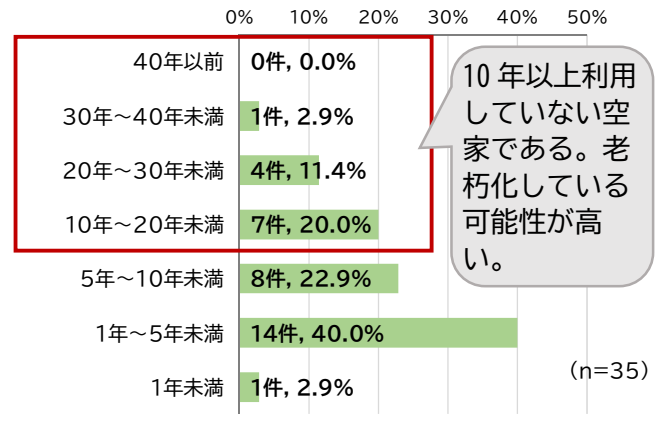 0% 10% 20% 30% 40% 50%
40年以前 0件, 0.0%
30年～40年未満 1件, 2.9%
20年～30年未満 4件, 11.4%
10年～20年未満 7件, 20.0%
5年～10年未満 8件, 22.9%
1年～5年未満 14件, 40.0%
1年未満 1件, 2.9%
10 年以上利用
していない空
家である。老
朽化している
可能性が高
い。
（n=35）